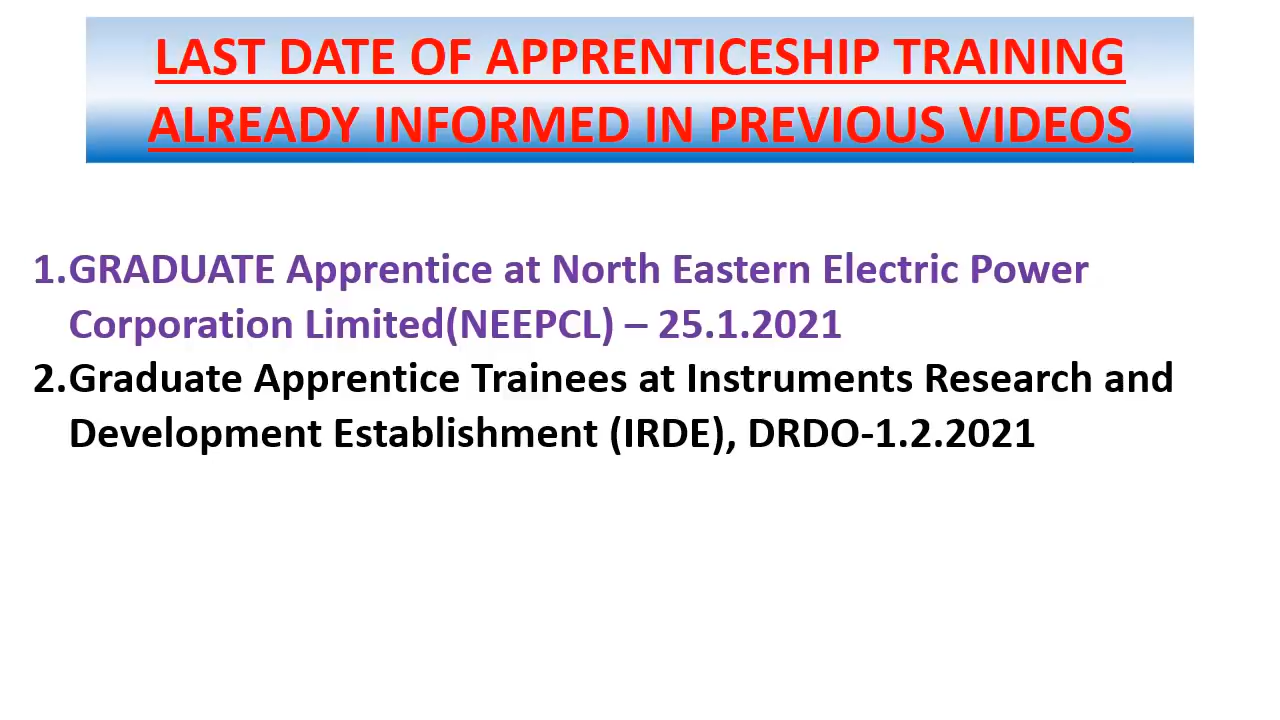 LAST DATE OF APPRENTICESHIP TRAINING
ALREADY INFORMED IN PREVIOUS VIDEOS
1.GRADUATE Apprentice at North Eastern Electric Power
Corporation Limited(NEEPCL) – 25.1.2021
2.Graduate Apprentice Trainees at Instruments Research and
Development Establishment (IRDE), DRDO-1.2.2021